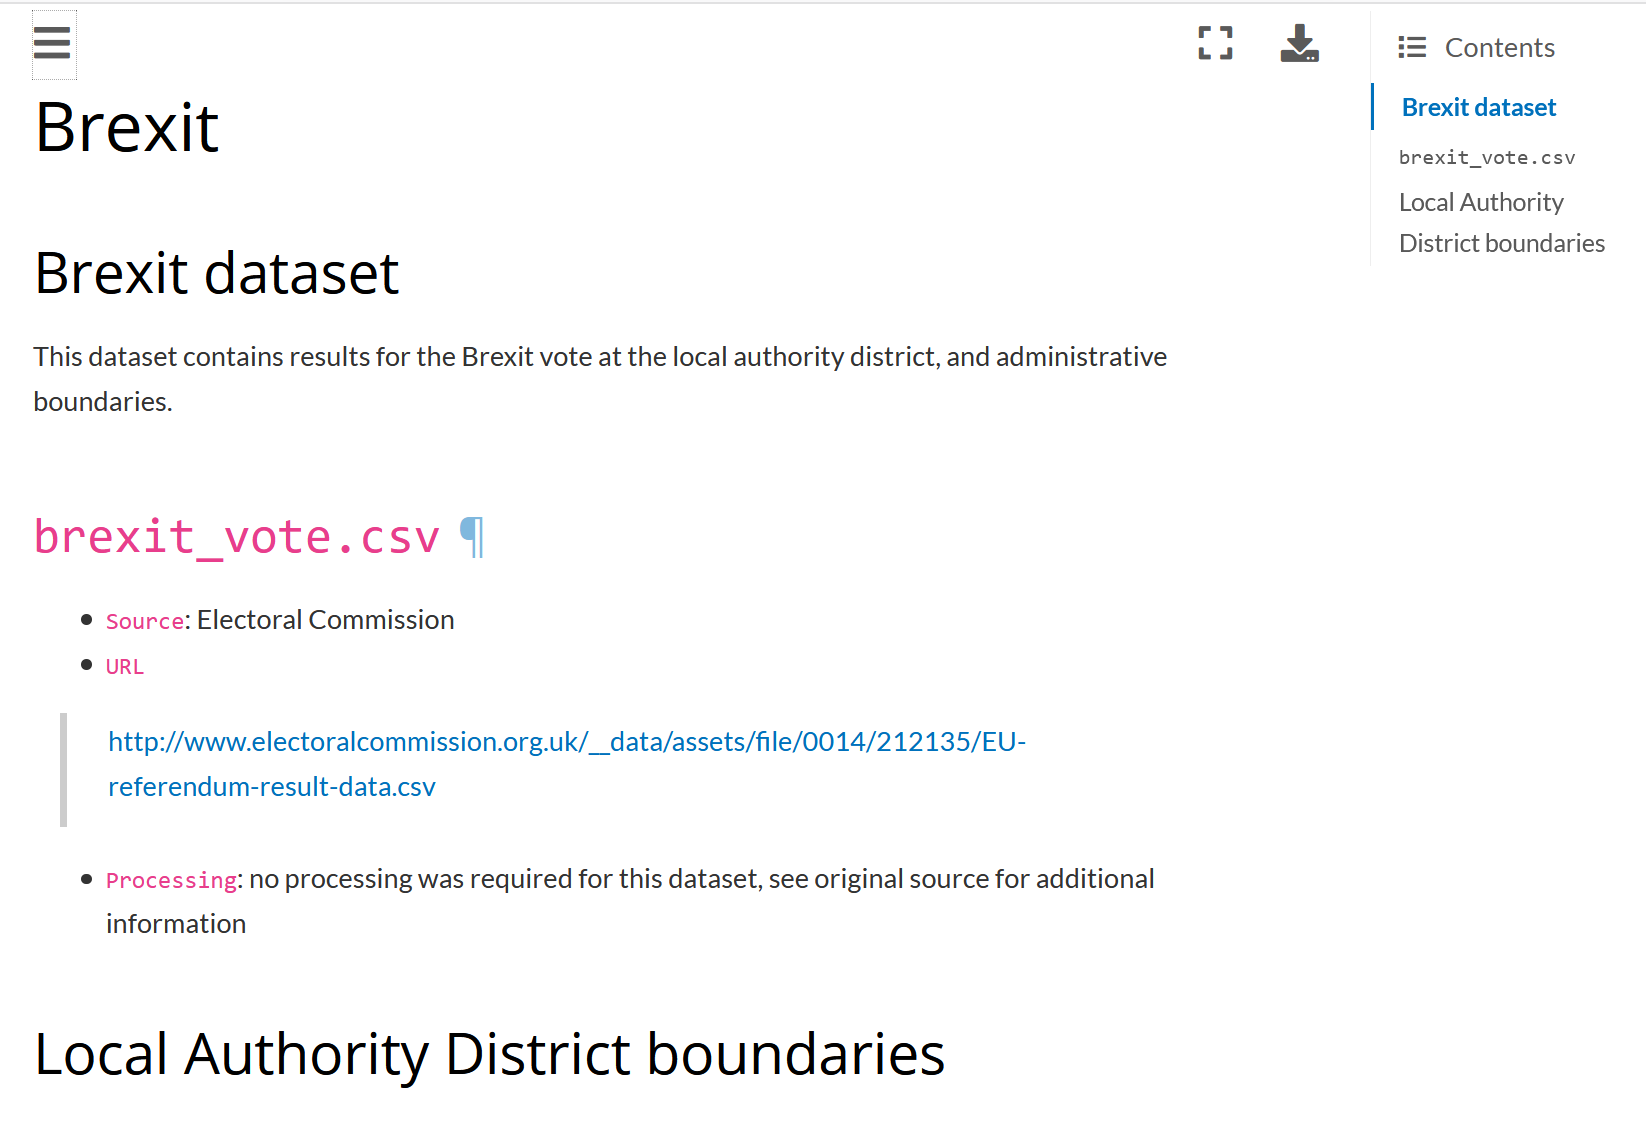 Contents
Brexit dataset
brexit_vote.csv
Local Authority
District boundaries
Brexit
Brexit dataset
This dataset contains results for the Brexit vote at the local authority district, and administrative
boundaries.
brexit_vote.csv ¶
Source: Electoral Commission
URL
http://www.electoralcommission.org.uk/__data/assets/file/0014/212135/EU-
referendum-result-data.csv
Processing: no processing was required for this dataset, see original source for additional
information
Local Authority District boundaries